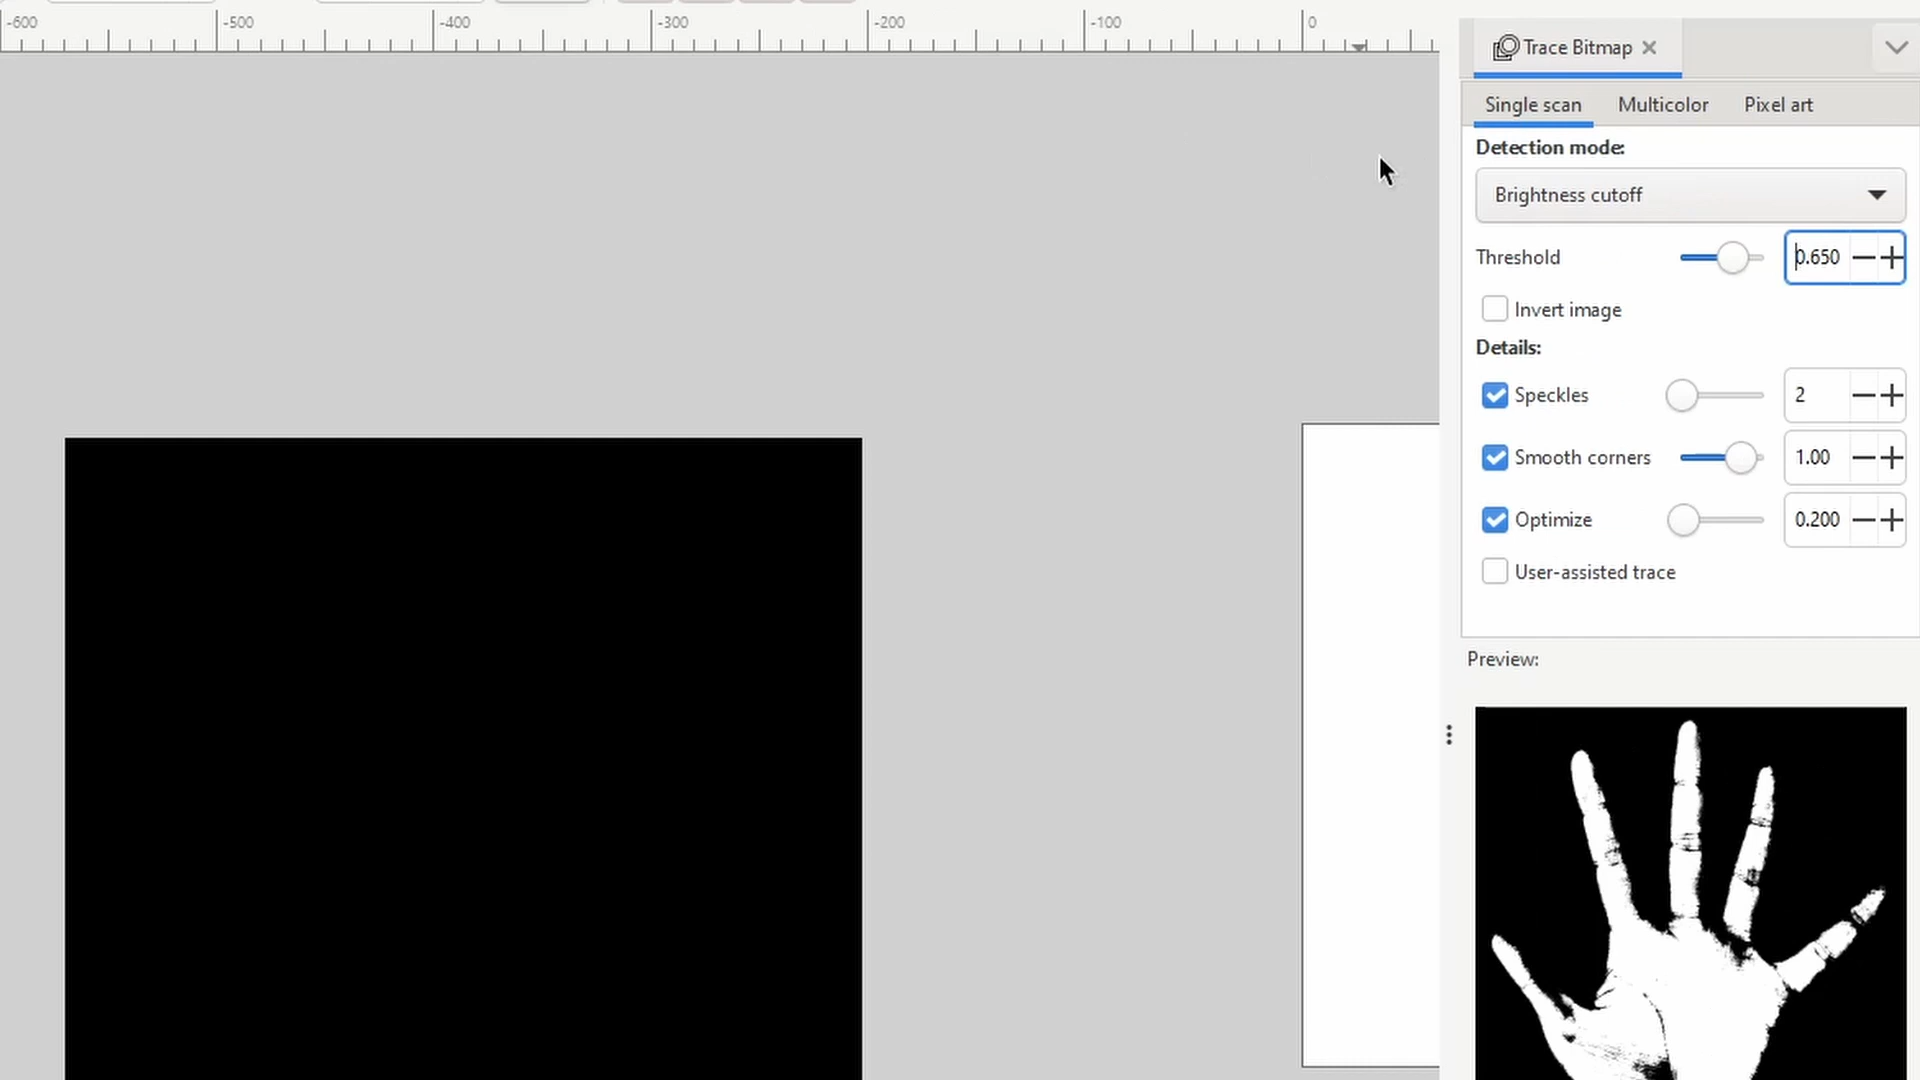 -600 -500 -400 -300 -200 -100 0
Trace Bitmap
Single scan Multicolor Pixel art
Detection mode:
Brightness cutoff
Threshold 0.650
Invert image
Details:
Speckles 2
Smooth corners 1.00
Optimize 0.200
User-assisted trace
Preview: